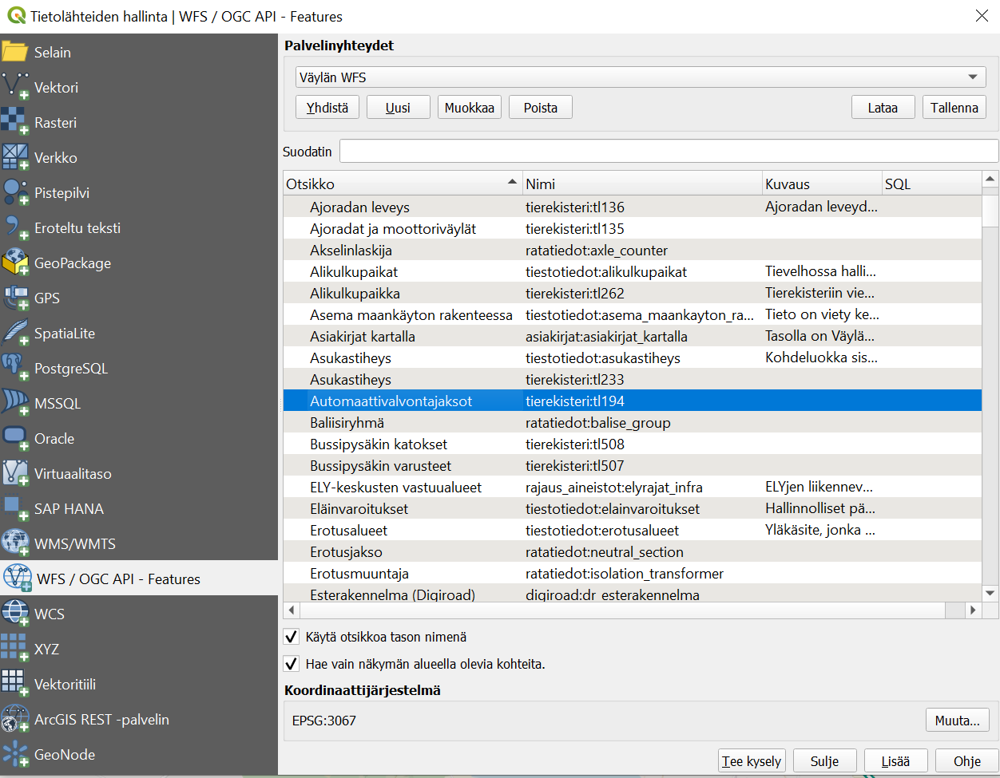 Tietolähteiden hallinta | WFS / OGC API - Features
Selain
Vektori
Rasteri
Verkko
Pistepilvi
Eroteltu teksti
GeoPackage
GPS
SpatiaLite
PostgreSQL
MSSQL
Oracle
Virtuaalitaso
SAP HANA
WMS/WMTS
WFS / OGC API - Features
WCS
XYZ
Vektoritiili
ArcGIS REST -palvelin
GeoNode
Palvelinyhteydet
Väylän WFS
Yhdistä Uusi Muokkaa Poista Lataa Tallenna
Suodatin
Otsikko Nimi Kuvaus SQL
Ajoradan leveys tierekisteri:tl136 Ajoradan leveyd...
Ajoradat ja moottoriväylät tierekisteri:tl135
Akselinlaskija ratatiedot:axle_counter
Alikulkupaikat tiestotiedot:alikulkupaikat Tievelhossa halli...
Alikulkupaikka tierekisteri:tl262 Tierekisteriin vie...
Asema maankäyton rakenteessa tiestotiedot:asema_maankayton_ra... Tieto on viety ke...
Asiakirjat kartalla asiakirjat:asiakirjat_kartalla Tasolla on Väylä...
Asukastiheys tiestotiedot:asukastiheys Kohdeluokka sis...
Asukastiheys tierekisteri:tl233
Automaattivalvontajaksot tierekisteri:tl194
Baliisiryhmä ratatiedot:balise_group
Bussipysäkin katokset tierekisteri:tl508
Bussipysäkin varusteet tierekisteri:tl507
ELY-keskusten vastuualueet rajaus_aineistot:elyrajat_infra ELYjen liikennev...
Eläinvaroitukset tiestotiedot:elainvaroitukset Hallinnolliset pä...
Erotusalueet tiestotiedot:erotusalueet Yläkäsite, jonka ...
Erotusjakso ratatiedot:neutral_section
Erotusmuuntaja ratatiedot:isolation_transformer
Esterakennelma (Digiroad) digiroad:dr_esterakennelma
Käytä otsikkoa tason nimenä
Hae vain näkymän alueella olevia kohteita.
Koordinaattijärjestelmä
EPSG:3067 Muuta...
Tee kysely Sulje Lisää Ohje